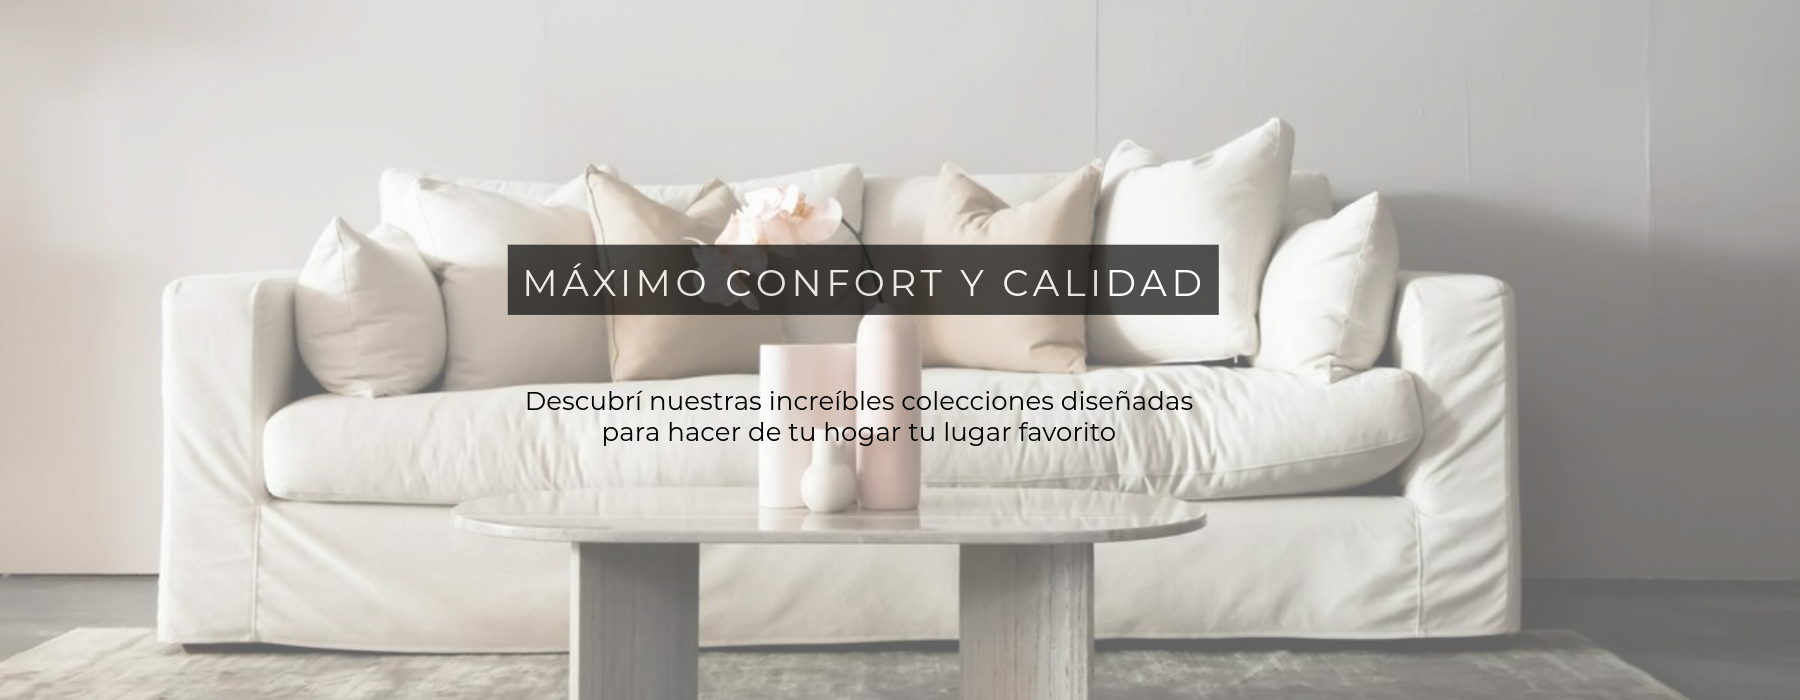 MÁXIMO CONFORT Y CALIDAD
Descubrí nuestras increíbles colecciones diseñadas
para hacer de tu hogar tu lugar favorito